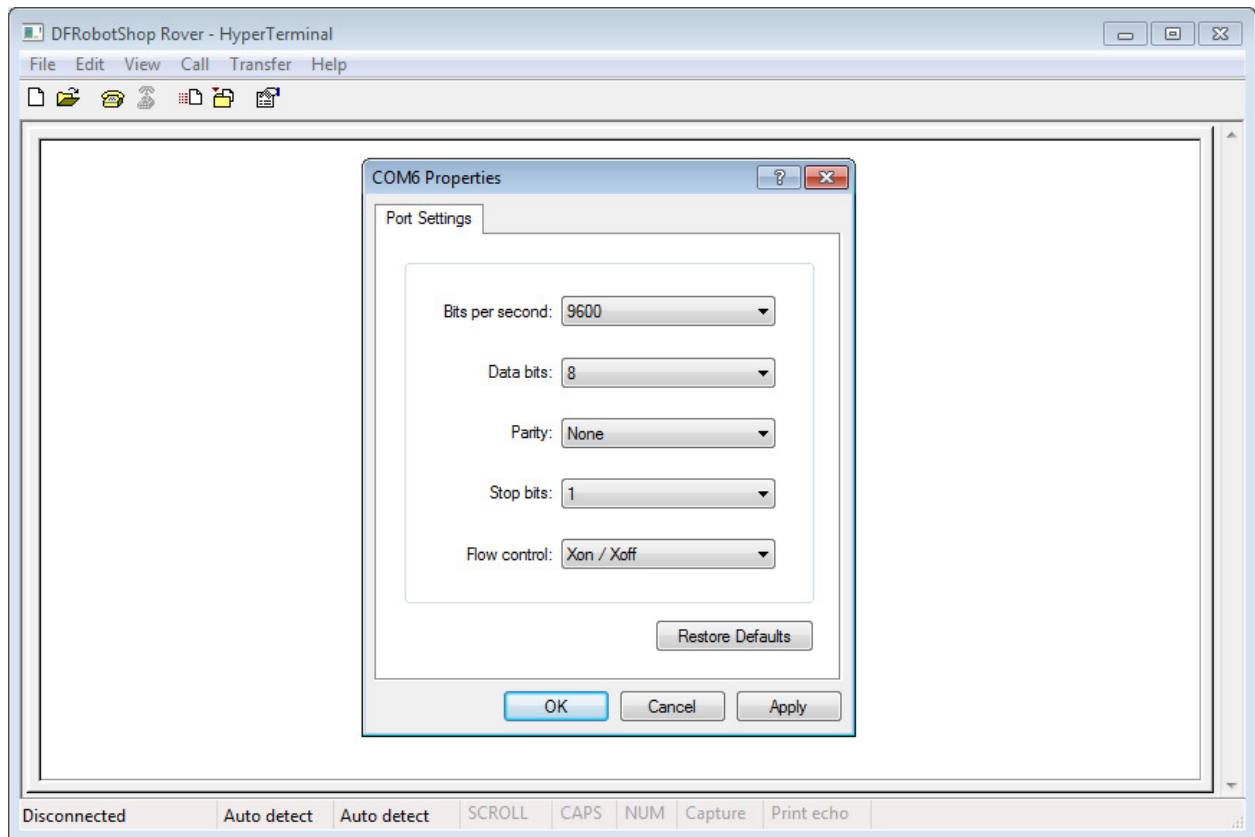 DFRobotShop Rover - HyperTerminal
File Edit View Call Transfer Help
COM6 Properties
Port Settings
Bits per second: 9600
Data bits: 8
Parity: None
Stop bits: 1
Flow control: Xon / Xoff
Restore Defaults
OK Cancel Apply
Disconnected Auto detect Auto detect SCROLL CAPS NUM Capture Print echo